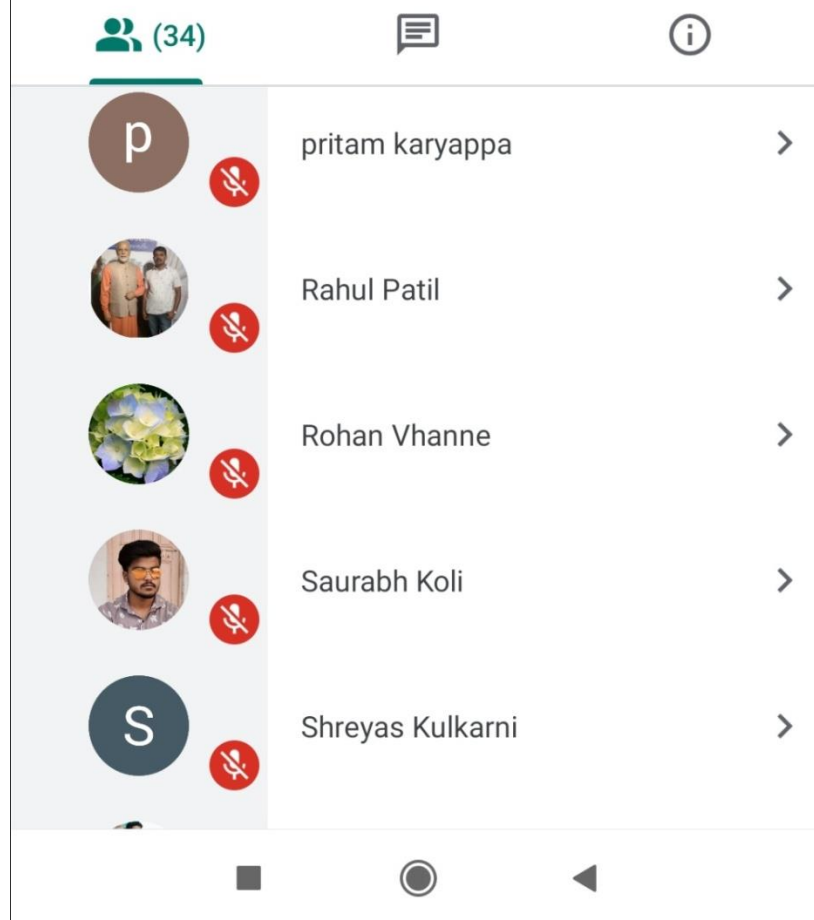 (34)
p
pritam karyappa
Rahul Patil
Rohan Vhanne
Saurabh Koli
S
Shreyas Kulkarni